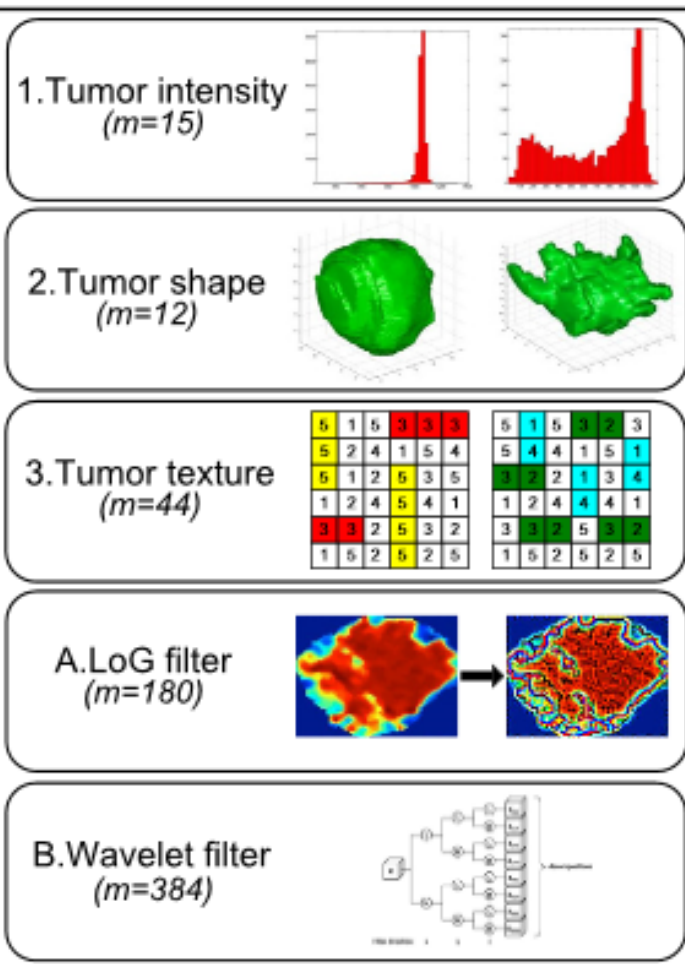 1.Tumor intensity
(m=15)
2.Tumor shape
(m=12)
3.Tumor texture
(m=44)
5 1 5 3 3 3
5 2 4 1 5 4
5 1 2 5 3 5
1 2 4 5 4 1
3 3 2 5 3 2
1 5 2 5 2 5
5 1 5 3 2 3
5 4 4 1 5 1
3 2 2 1 3 4
1 2 4 4 4 1
3 3 2 5 3 2
1 5 2 5 2 5
A.LoG filter
(m=180)
B.Wavelet filter
(m=384)